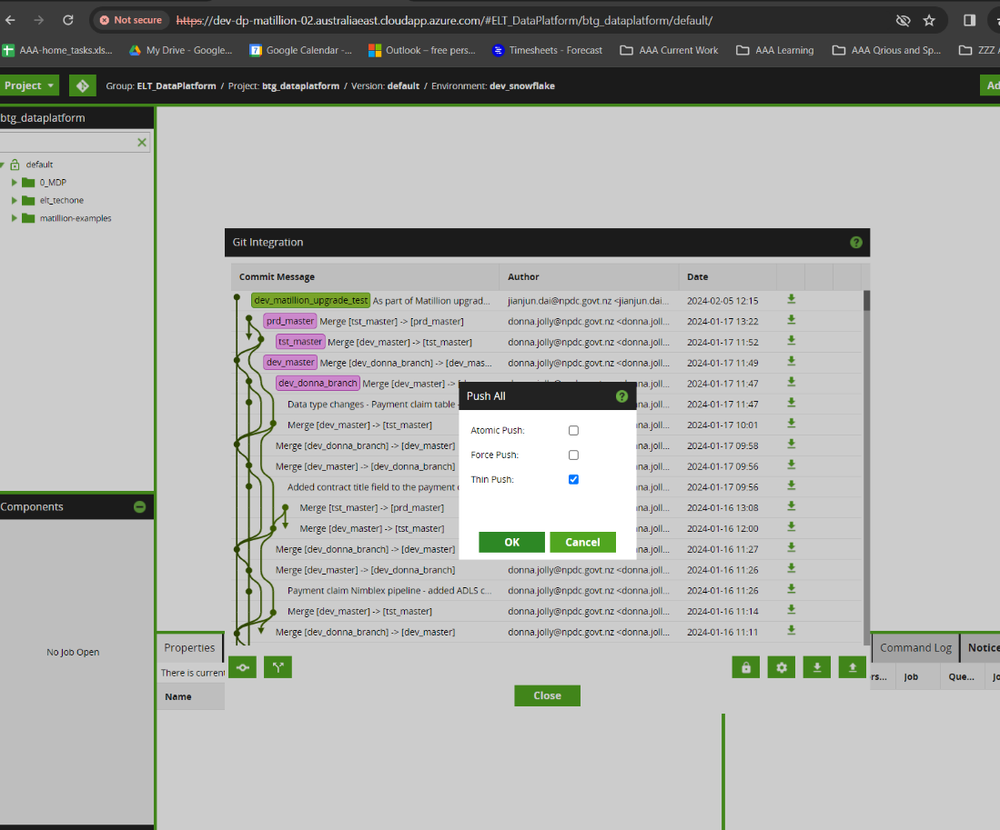 Not secure https://dev-dp-matillion-02.australiaeast.cloudapp.azure.com/#ELT_DataPlatform/btg_dataplatform/default/
AAA-home_tasks.xls... My Drive - Google... Google Calendar -... Outlook – free pers... Timesheets - Forecast AAA Current Work AAA Learning AAA Qrious and Sp... ZZZ A
Project Group: ELT_DataPlatform / Project: btg_dataplatform / Version: default / Environment: dev_snowflake Ad
btg_dataplatform
default
0_MDP
elt_techone
matillion-examples
Git Integration
Commit Message Author Date
dev_matillion_upgrade_test As part of Matillion upgrad... jianjun.dai@npdc.govt.nz <jianjun.dai... 2024-02-05 12:15
prd_master Merge [tst_master] -> [prd_master] donna.jolly@npdc.govt.nz <donna.joll... 2024-01-17 13:22
tst_master Merge [dev_master] -> [tst_master] donna.jolly@npdc.govt.nz <donna.joll... 2024-01-17 11:52
dev_master Merge [dev_donna_branch] -> [dev_mas... donna.jolly@npdc.govt.nz <donna.joll... 2024-01-17 11:49
dev_donna_branch Merge [dev_master] -> [dev_donna_b... donna.jolly@npdc.govt.nz <donna.joll... 2024-01-17 11:47
Data type changes - Payment claim table - na.joll... 2024-01-17 11:47
Merge [dev_master] -> [tst_master] na.joll... 2024-01-17 10:01
Merge [dev_donna_branch] -> [dev_master] na.joll... 2024-01-17 09:58
Merge [dev_master] -> [dev_donna_branch] na.joll... 2024-01-17 09:56
Added contract title field to the payment c na.joll... 2024-01-17 09:56
Merge [tst_master] -> [prd_master] na.joll... 2024-01-16 13:08
Merge [dev_master] -> [tst_master] na.joll... 2024-01-16 12:00
Merge [dev_donna_branch] -> [dev_master] na.joll... 2024-01-16 11:27
Merge [dev_master] -> [dev_donna_branch] donna.jolly@npdc.govt.nz <donna.joll... 2024-01-16 11:26
Payment claim Nimblex pipeline - added ADLS c... donna.jolly@npdc.govt.nz <donna.joll... 2024-01-16 11:26
Merge [dev_master] -> [tst_master] donna.jolly@npdc.govt.nz <donna.joll... 2024-01-16 11:14
Merge [dev_donna_branch] -> [dev_master] donna.jolly@npdc.govt.nz <donna.joll... 2024-01-16 11:11
Push All
Atomic Push:
Force Push:
Thin Push:
OK Cancel
Close
Components
No Job Open
Properties
There is current
Name
Command Log Notice
rs... Job Que... Jo